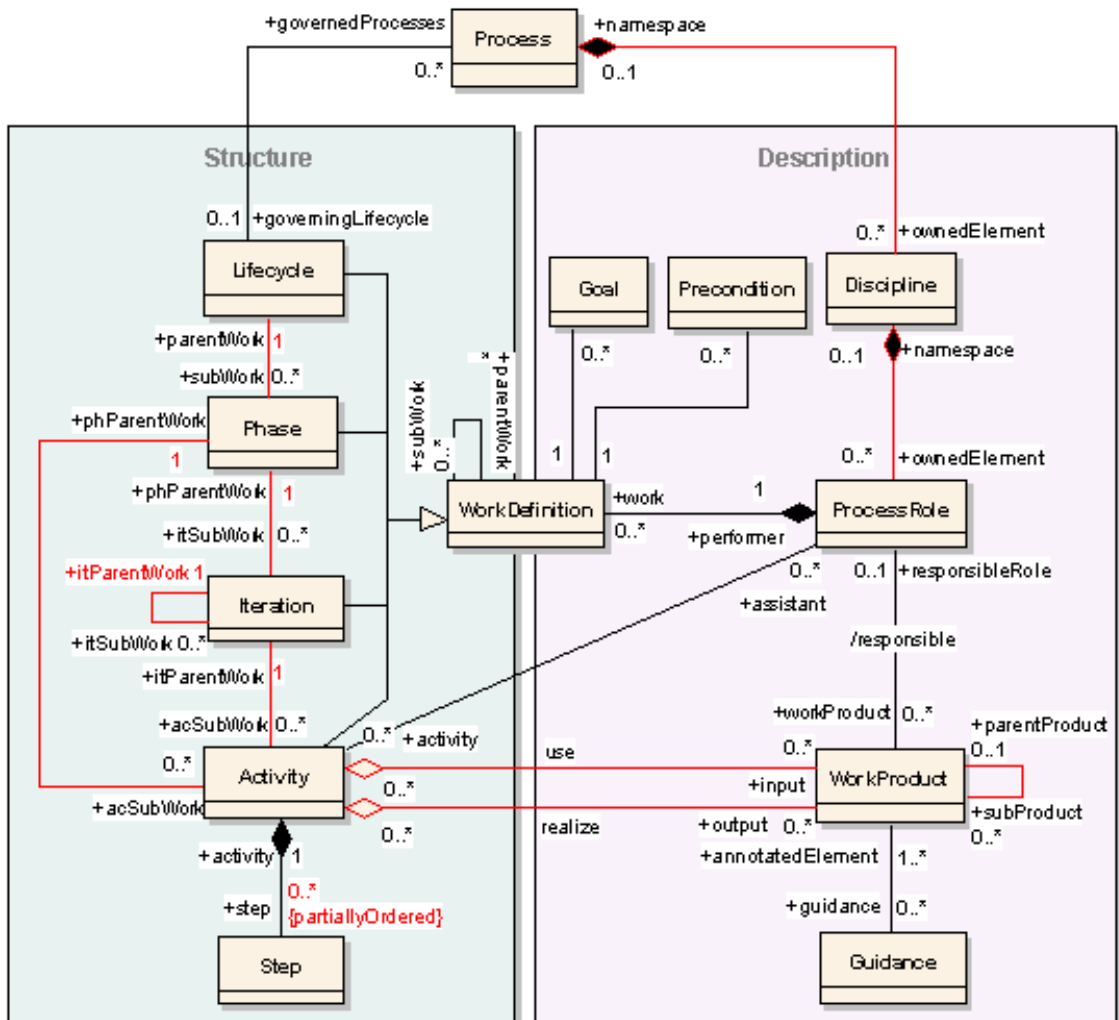 +governedProcesses
Process
+namespace
0..*
0..1
Structure
Description
0..1
+governingLifecycle
0..*
+ownedElement
Lifecycle
Goal
Precondition
Discipline
+parentWork
1
0..*
0..*
0..1
+namespace
+subWork
0..*
*
+parentWork
+subWork
0..*
+phParentWork
Phase
1
1
1
0..*
+ownedElement
+phParentWork
1
WorkDefinition
+work
1
ProcessRole
+itSubWork
0..*
0..*
+performer
+itParentWork 1
0..*
0..1
+responsibleRole
Iteration
+assistant
+itSubWork 0..*
/responsible
+itParentWork
1
+acSubWork
0..*
0..*
+activity
+workProduct
0..*
+parentProduct
0..*
Activity
use
0..*
WorkProduct
0..1
0..*
+input
+acSubWork
0..*
realize
+output
0..*
+subProduct
0..*
+activity
1
+annotatedElement
1..*
0..*
+step
{partiallyOrdered}
+guidance
0..*
Step
Guidance